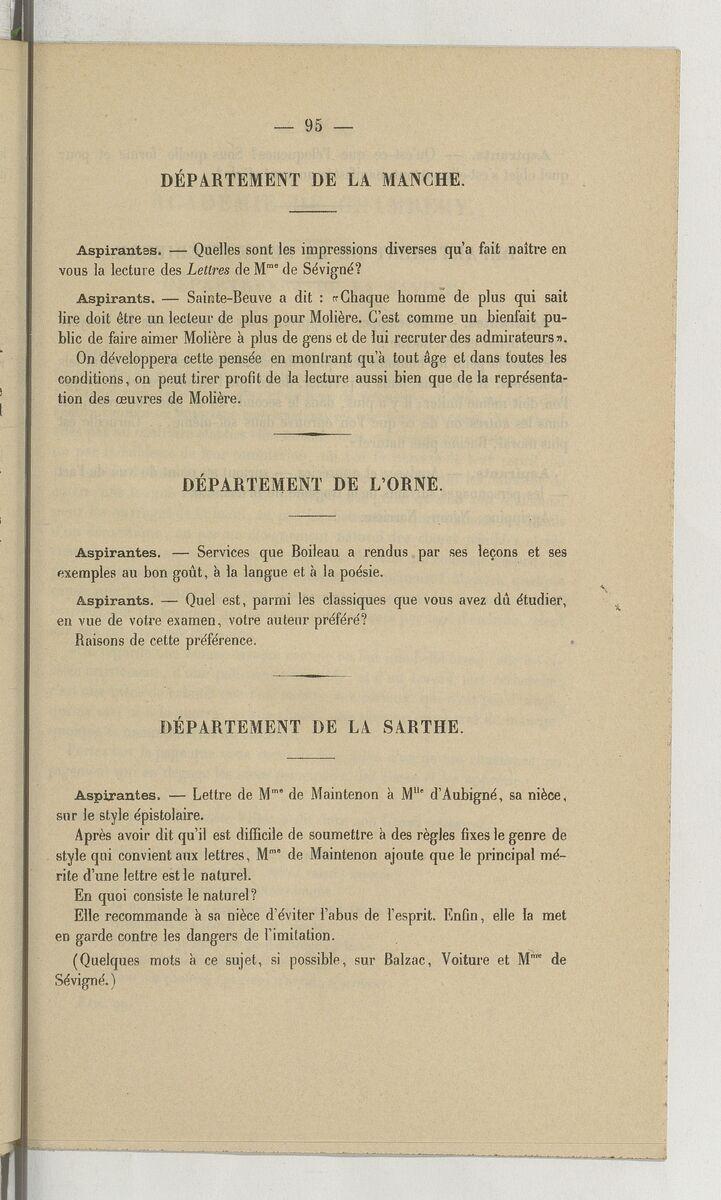 — 95 —
DÉPARTEMENT DE LA MANCHE.
Aspirantes. — Quelles sont les impressions diverses qu'a fait naître en
vous la lecture des Lettres de Mme de Sévigné?
Aspirants. — Sainte-Beuve a dit : «Chaque homme de plus qui sait
lire doit être un lecteur de plus pour Molière. C'est comme un bienfait pu-
blic de faire aimer Molière à plus de gens et de lui recruter des admirateurs».
On développera cette pensée en montrant qu'à tout âge et dans toutes les
conditions, on peut tirer profit de la lecture aussi bien que de la représenta-
tion des œuvres de Molière.
DÉPARTEMENT DE L'ORNE.
Aspirantes. — Services que Boileau a rendus par ses leçons et ses
exemples au bon goût, à la langue et à la poésie.
Aspirants. — Quel est, parmi les classiques que vous avez dû étudier,
en vue de votre examen, votre auteur préféré?
Raisons de cette préférence.
DÉPARTEMENT DE LA SARTHE.
Aspirantes. — Lettre de Mme de Maintenon à Mlle d'Aubigné, sa nièce,
sur le style épistolaire.
Après avoir dit qu'il est difficile de soumettre à des règles fixes le genre de
style qui convient aux lettres, Mme de Maintenon ajoute que le principal mé-
rite d'une lettre est le naturel.
En quoi consiste le naturel?
Elle recommande à sa nièce d'éviter l'abus de l'esprit. Enfin, elle la met
en garde contre les dangers de l'imitation.
(Quelques mots à ce sujet, si possible, sur Balzac, Voiture et Mme de
Sévigné.)